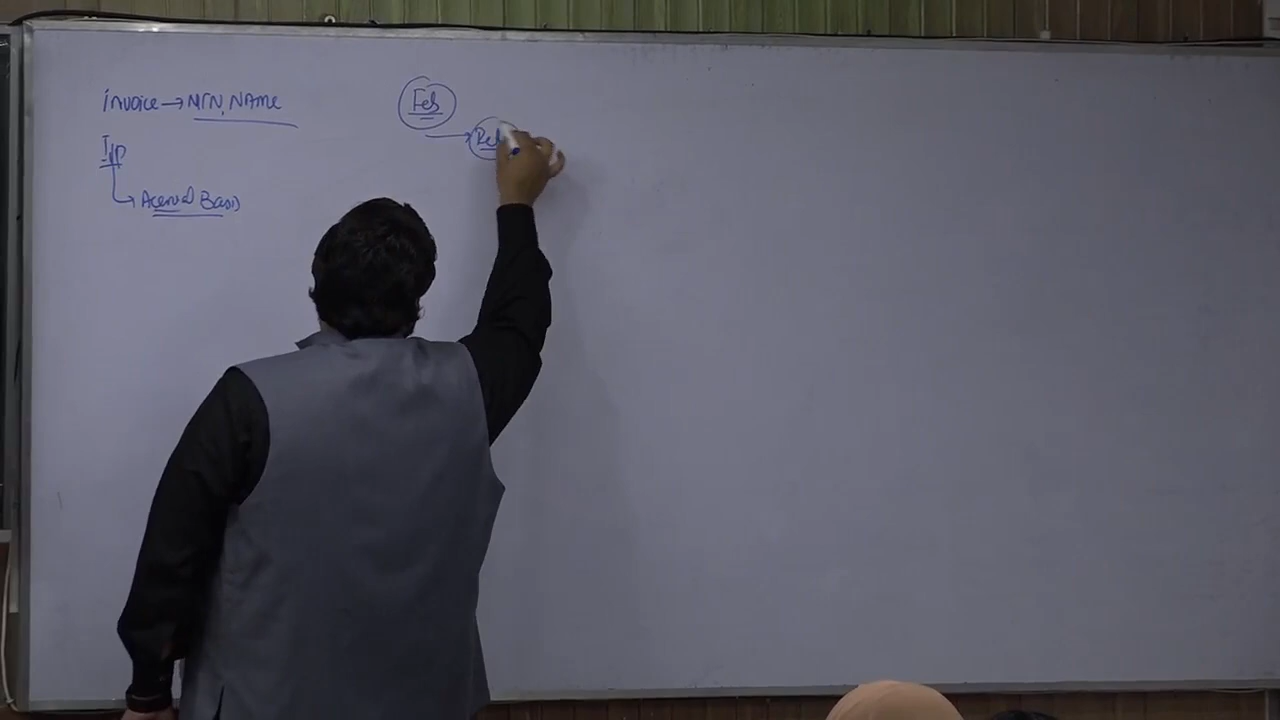 invoice → NTN, NAME
I/P
Accrual Basis
Feb